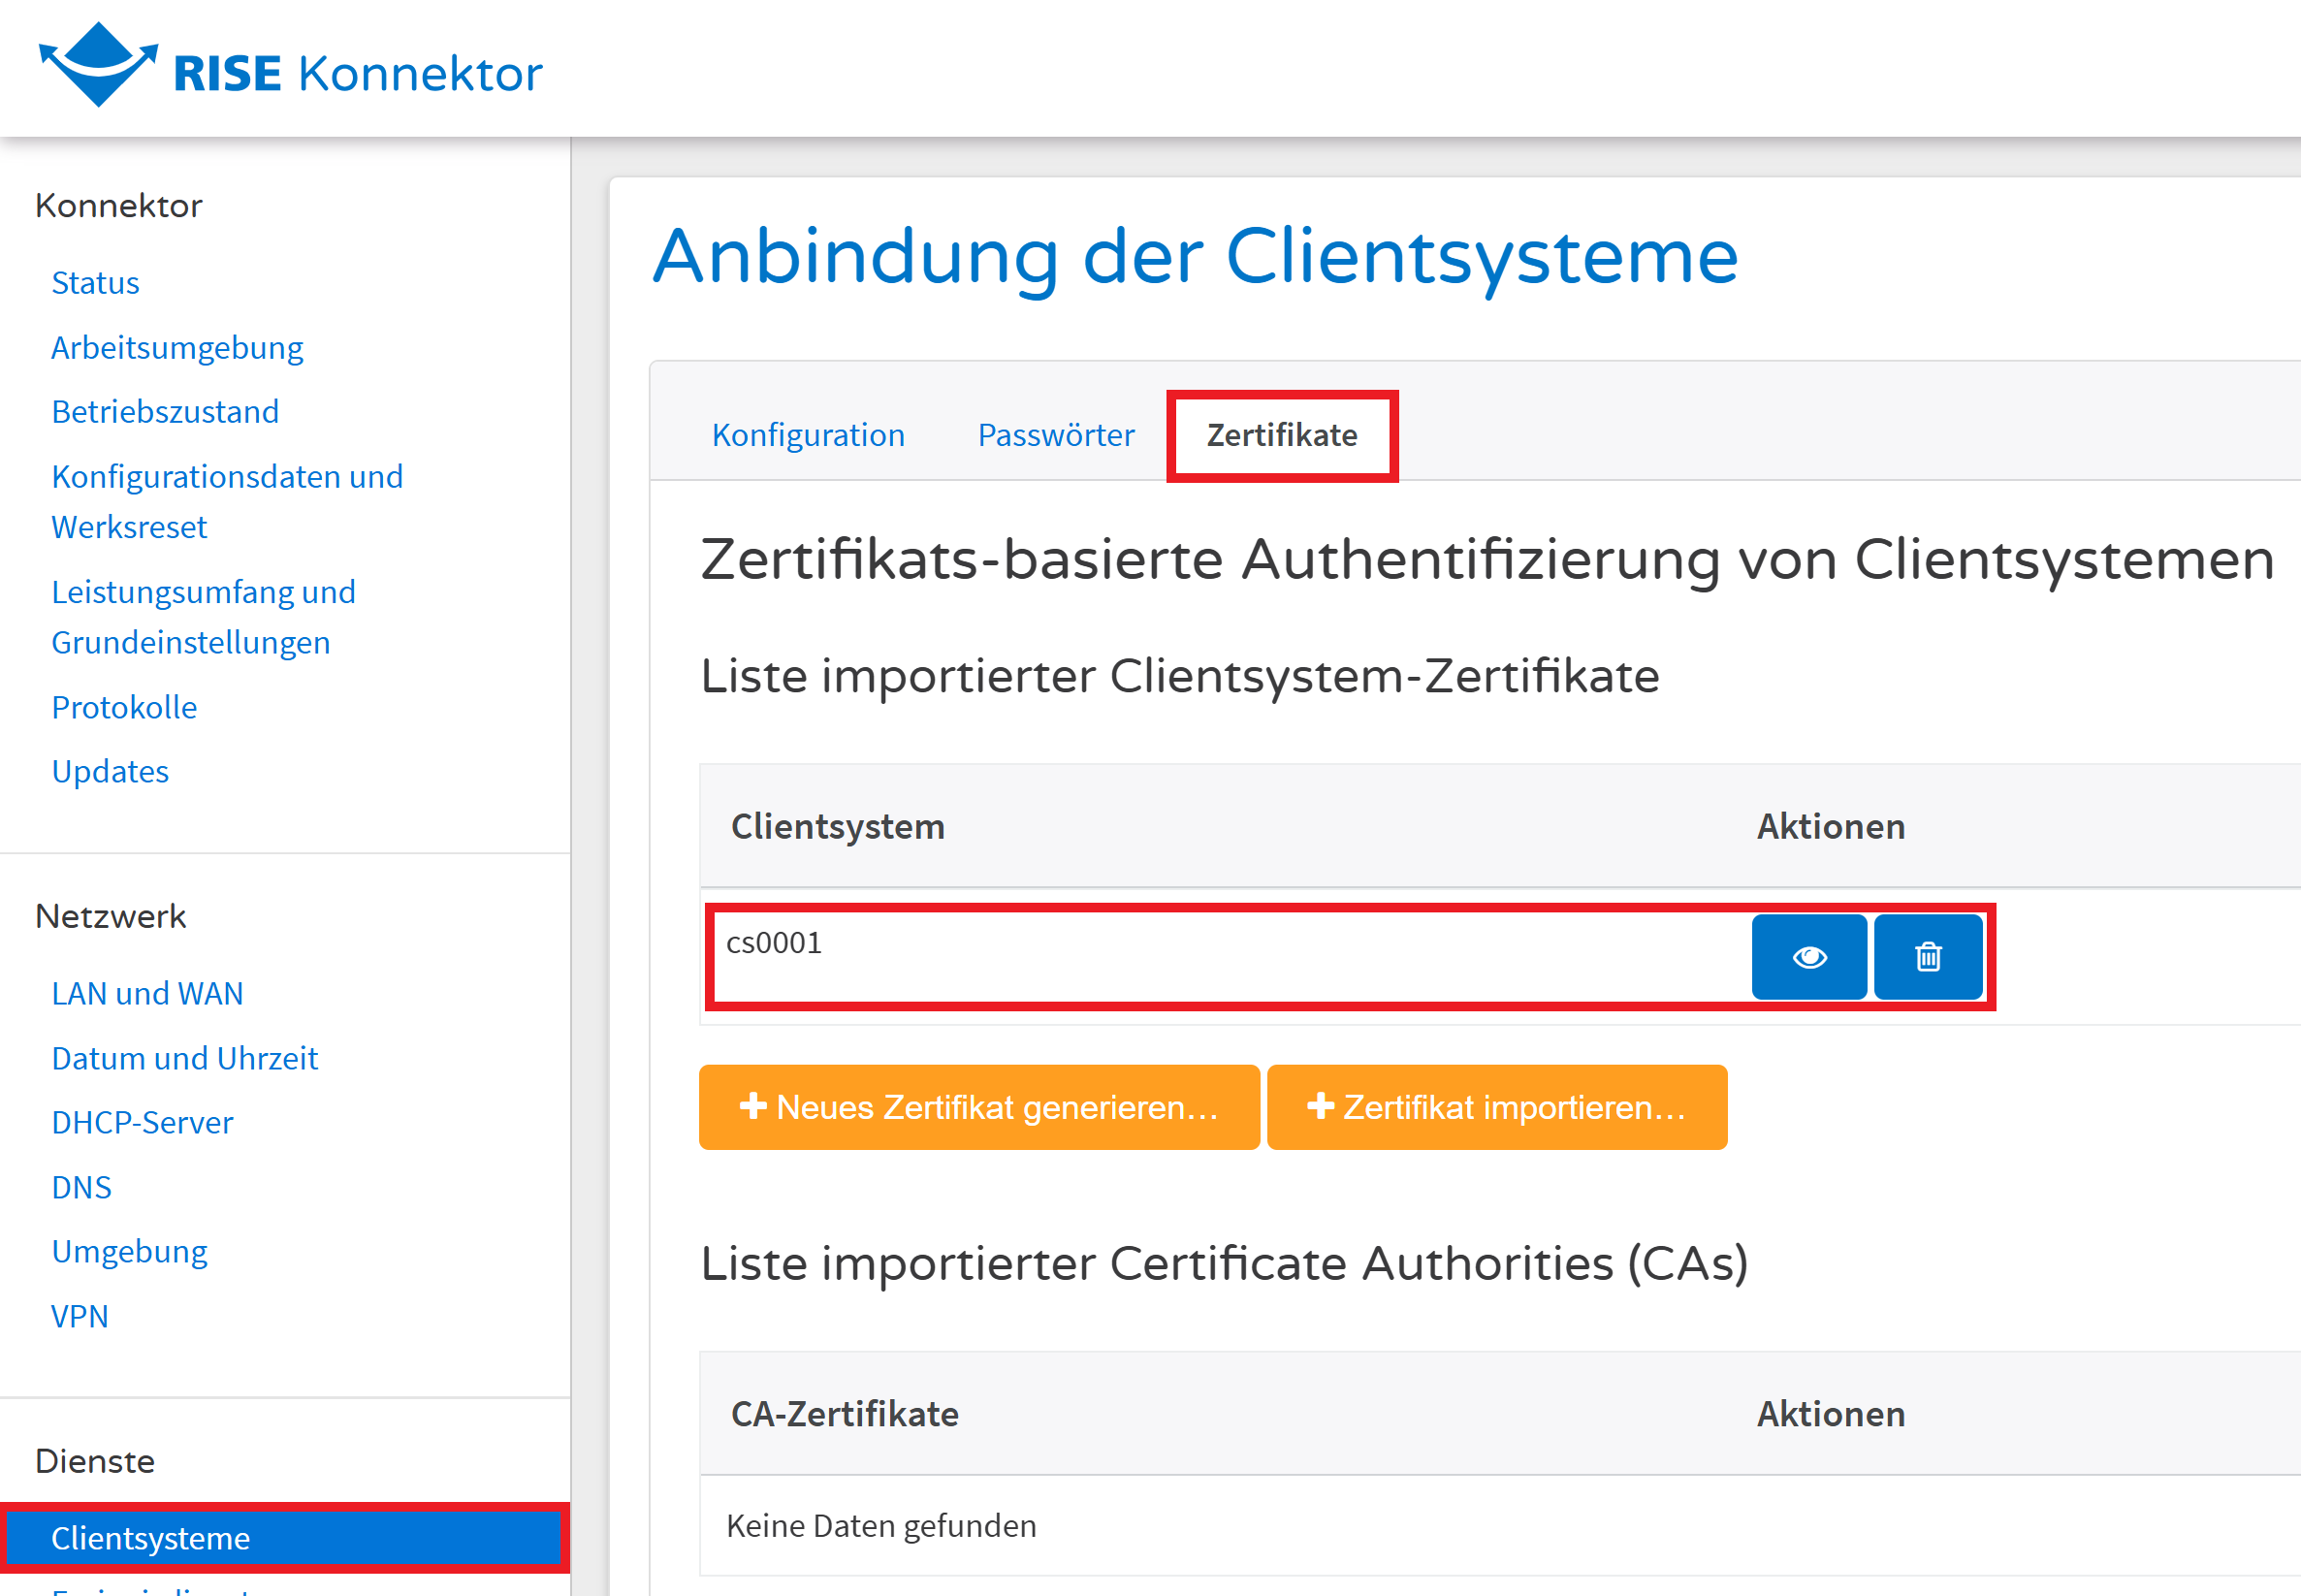 RISE Konnektor
Konnektor
Status
Arbeitsumgebung
Betriebszustand
Konfigurationsdaten und
Werksreset
Leistungsumfang und
Grundeinstellungen
Protokolle
Updates
Netzwerk
LAN und WAN
Datum und Uhrzeit
DHCP-Server
DNS
Umgebung
VPN
Dienste
Clientsysteme
Anbindung der Clientsysteme
Konfiguration Passwörter Zertifikate
Zertifikats-basierte Authentifizierung von Clientsystemen
Liste importierter Clientsystem-Zertifikate
Clientsystem Aktionen
cs0001
Neues Zertifikat generieren... Zertifikat importieren...
Liste importierter Certificate Authorities (CAs)
CA-Zertifikate Aktionen
Keine Daten gefunden